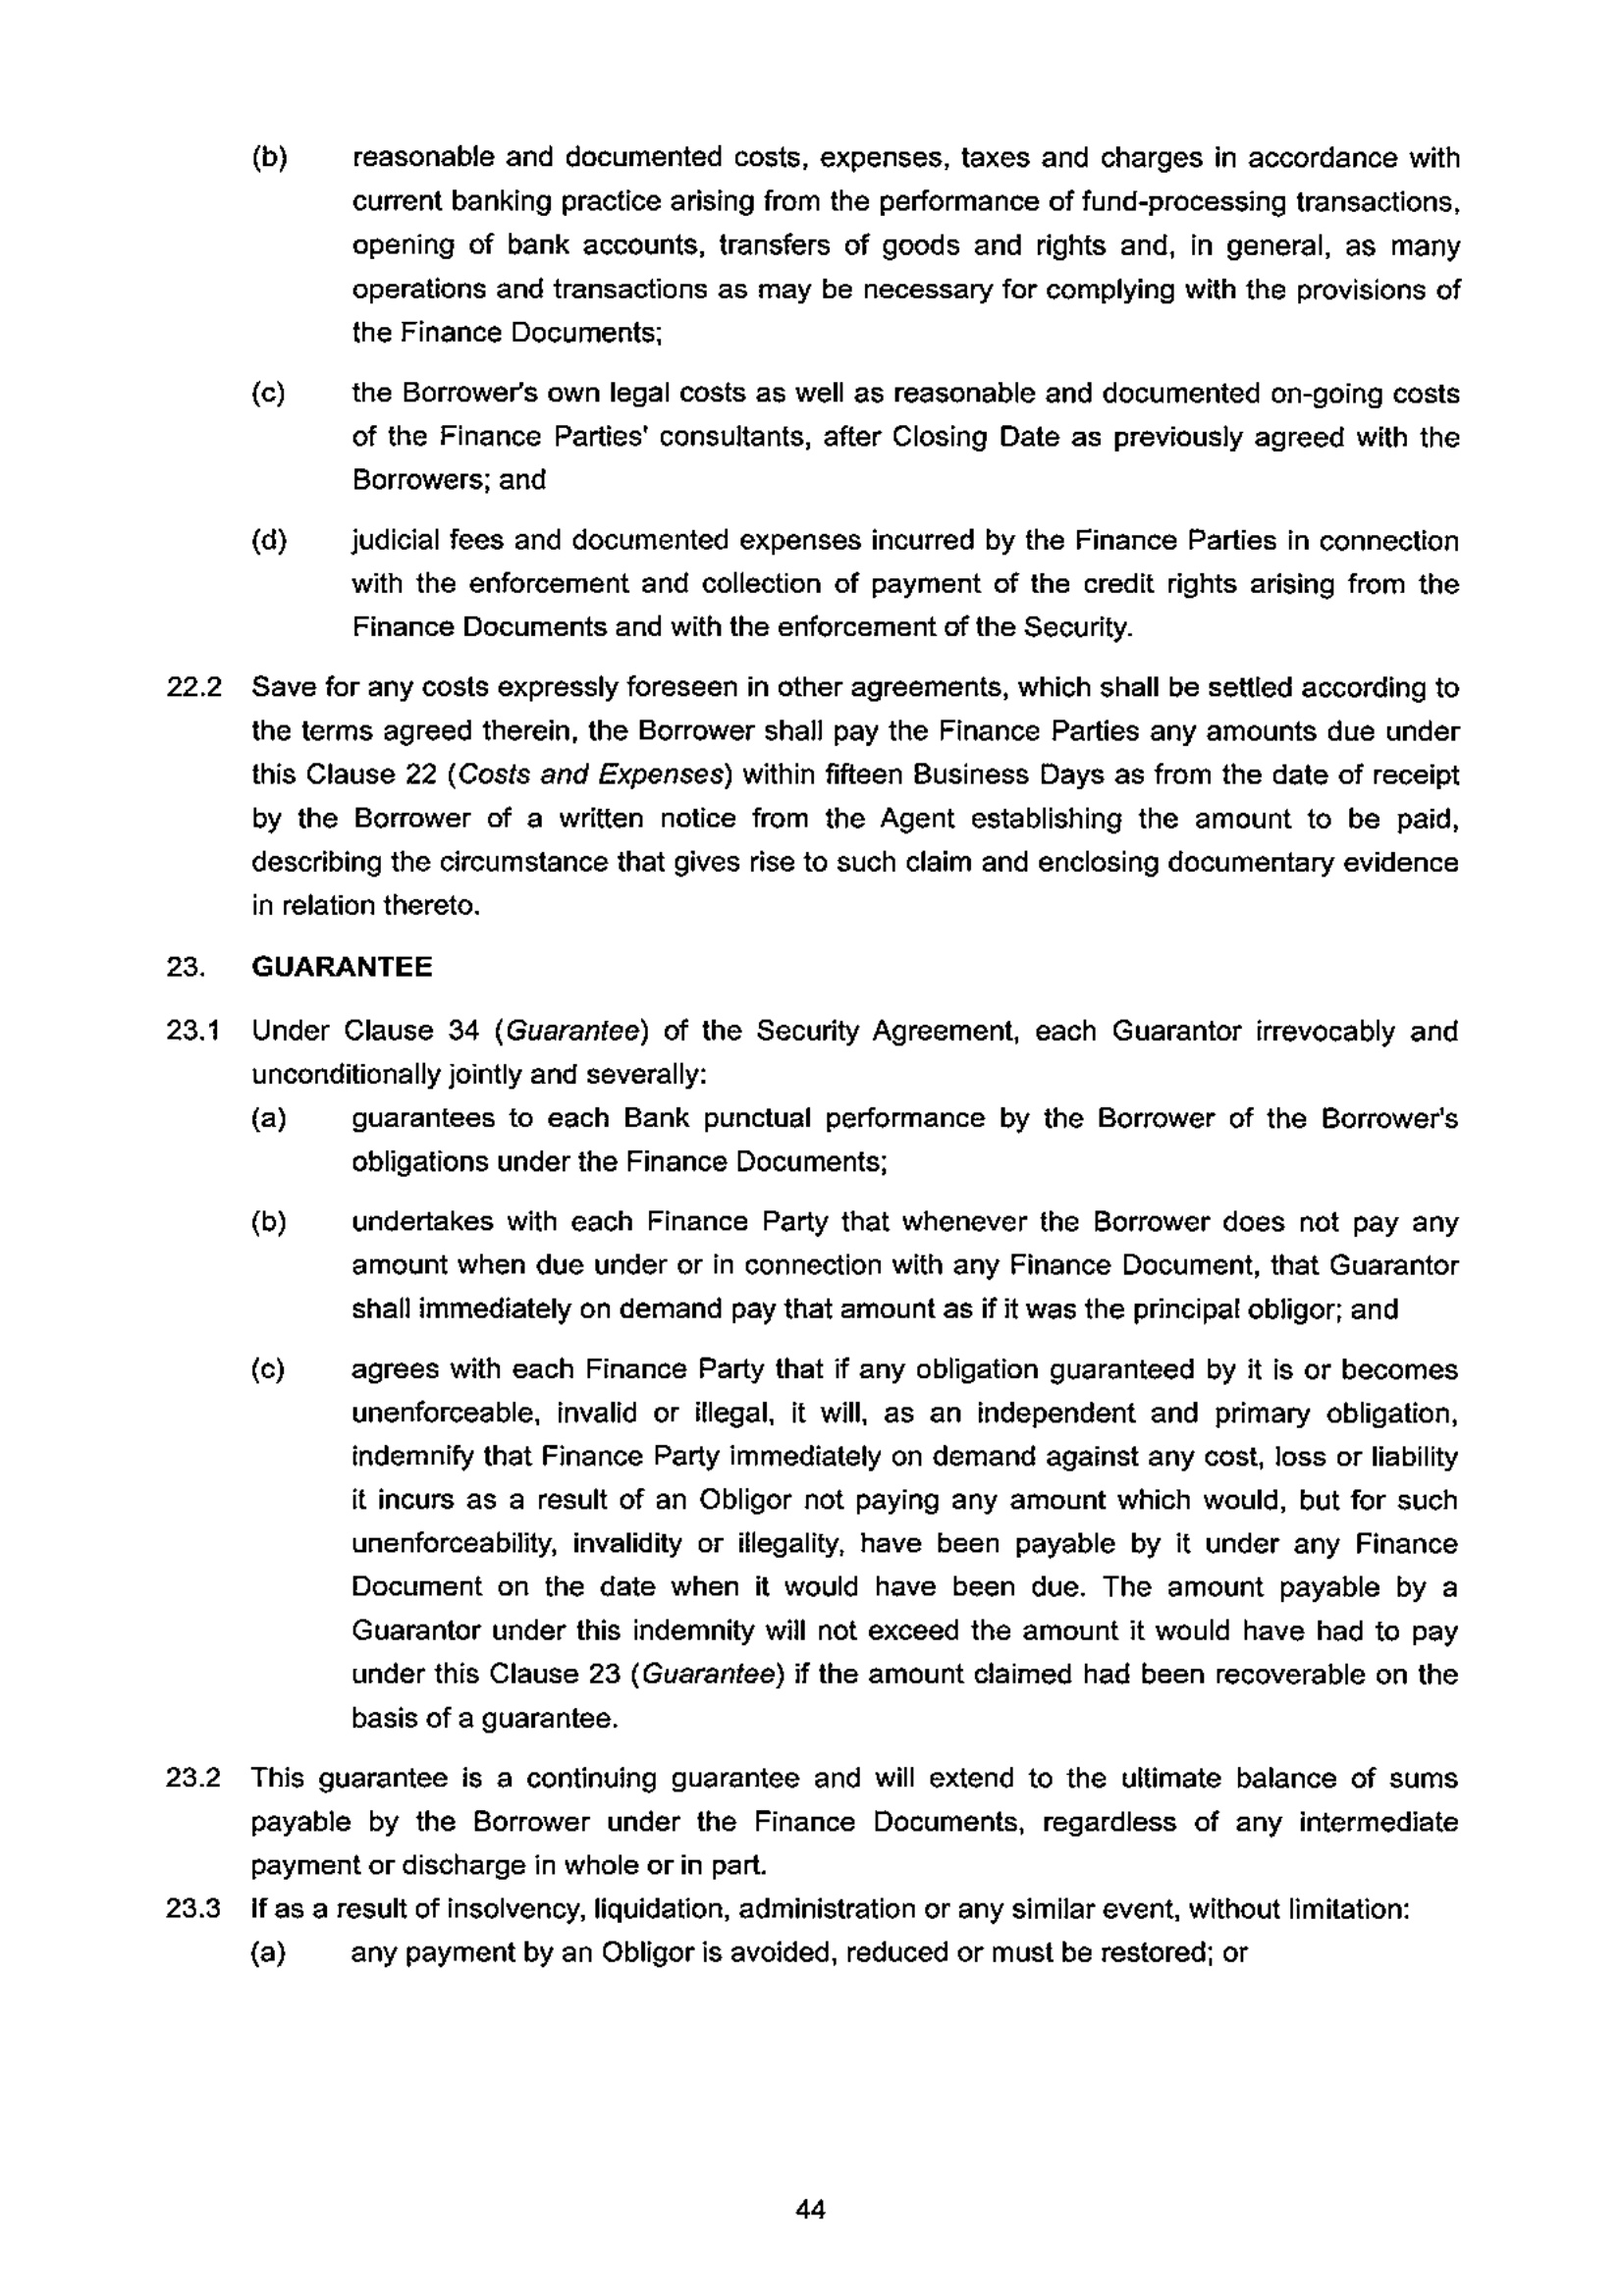 (b) reasonable and documented costs, expenses, taxes and charges in accordance with
current banking practice arising from the performance of fund-processing transactions,
opening of bank accounts, transfers of goods and rights and, in general, as many
operations and transactions as may be necessary for complying with the provisions of
the Finance Documents;
(c) the Borrower's own legal costs as well as reasonable and documented on-going costs
of the Finance Parties' consultants, after Closing Date as previously agreed with the
Borrowers; and
(d) judicial fees and documented expenses incurred by the Finance Parties in connection
with the enforcement and collection of payment of the credit rights arising from the
Finance Documents and with the enforcement of the Security.
22.2 Save for any costs expressly foreseen in other agreements, which shall be settled according to
the terms agreed therein, the Borrower shall pay the Finance Parties any amounts due under
this Clause 22 (Costs and Expenses) within fifteen Business Days as from the date of receipt
by the Borrower of a written notice from the Agent establishing the amount to be paid,
describing the circumstance that gives rise to such claim and enclosing documentary evidence
in relation thereto.
23. GUARANTEE
23.1 Under Clause 34 (Guarantee) of the Security Agreement, each Guarantor irrevocably and
unconditionally jointly and severally:
(a) guarantees to each Bank punctual performance by the Borrower of the Borrower's
obligations under the Finance Documents;
(b) undertakes with each Finance Party that whenever the Borrower does not pay any
amount when due under or in connection with any Finance Document, that Guarantor
shall immediately on demand pay that amount as if it was the principal obligor; and
(c) agrees with each Finance Party that if any obligation guaranteed by it is or becomes
unenforceable, invalid or illegal, it will, as an independent and primary obligation,
indemnify that Finance Party immediately on demand against any cost, loss or liability
it incurs as a result of an Obligor not paying any amount which would, but for such
unenforceability, invalidity or illegality, have been payable by it under any Finance
Document on the date when it would have been due. The amount payable by a
Guarantor under this indemnity will not exceed the amount it would have had to pay
under this Clause 23 (Guarantee) if the amount claimed had been recoverable on the
basis of a guarantee.
23.2 This guarantee is a continuing guarantee and will extend to the ultimate balance of sums
payable by the Borrower under the Finance Documents, regardless of any intermediate
payment or discharge in whole or in part.
23.3 If as a result of insolvency, liquidation, administration or any similar event, without limitation:
(a) any payment by an Obligor is avoided, reduced or must be restored; or
44